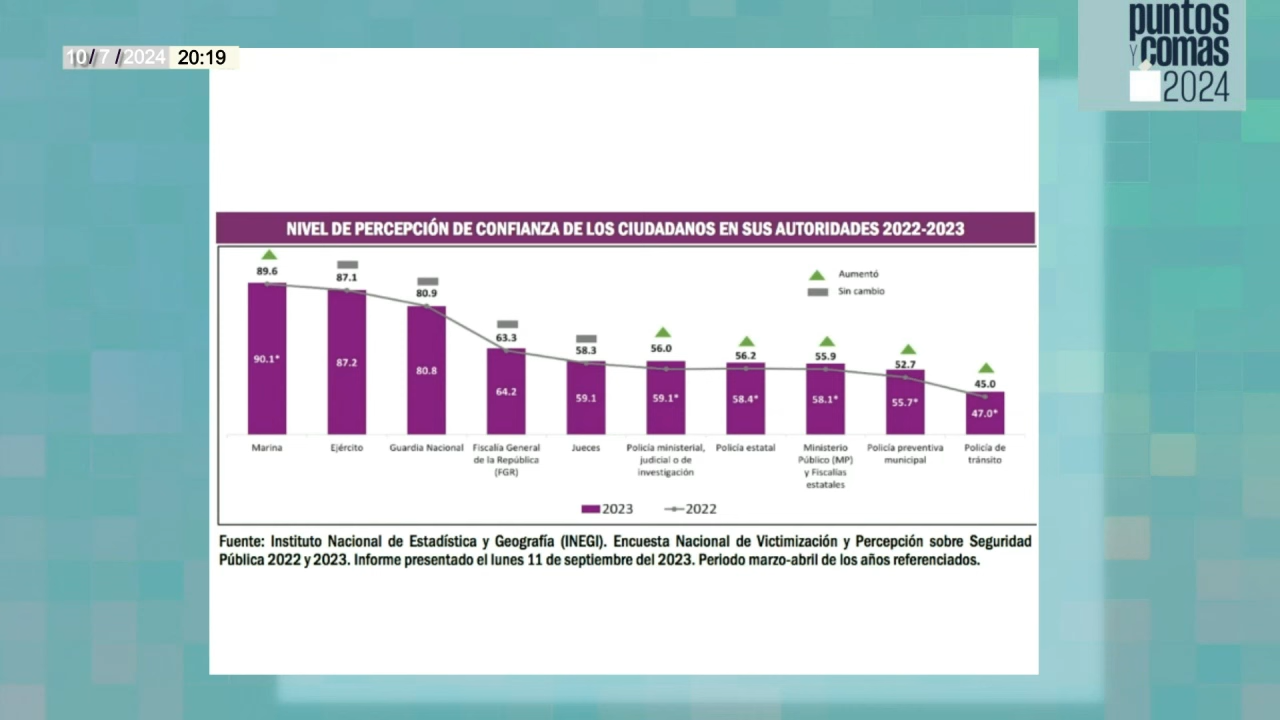 puntos
Y comas
2024
10/7/2024 20:19
NIVEL DE PERCEPCIÓN DE CONFIANZA DE LOS CIUDADANOS EN SUS AUTORIDADES 2022-2023
Aumentó
Sin cambio
89.6
87.1
80.9
63.3
58.3
56.0
56.2
55.9
52.7
45.0
90.1*
87.2
80.8
64.2
59.1
59.1*
58.4*
58.1*
55.7*
47.0*
Marina
Ejército
Guardia Nacional
Fiscalía General
de la República
(FGR)
Jueces
Policía ministerial,
judicial o de
investigación
Policía estatal
Ministerio
Público (MP)
y Fiscalías
estatales
Policía preventiva
municipal
Policía de
tránsito
2023
2022
Fuente: Instituto Nacional de Estadística y Geografía (INEGI). Encuesta Nacional de Victimización y Percepción sobre Seguridad
Pública 2022 y 2023. Informe presentado el lunes 11 de septiembre del 2023. Periodo marzo-abril de los años referenciados.